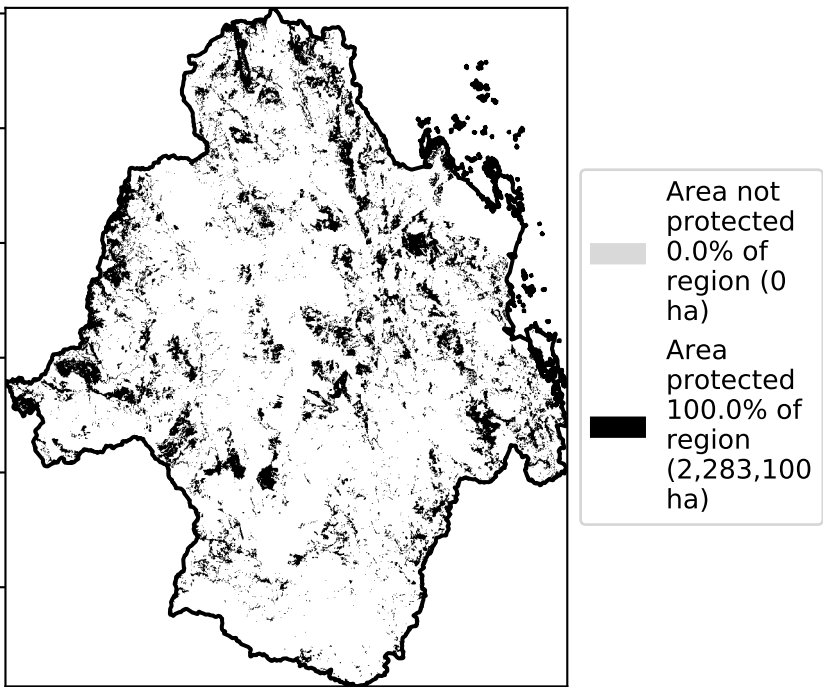 Area not
protected
0.0% of
region (0
ha)
Area
protected
100.0% of
region
(2,283,100
ha)